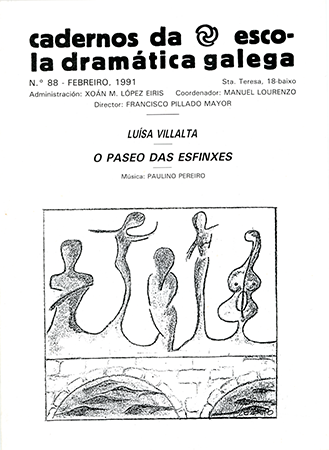 cadernos da esco-
la dramática galega
N.º 88 - FEBREIRO, 1991
Sta. Teresa, 18-baixo
Administración: XOÁN M. LÓPEZ EIRIS
Coordenador: MANUEL LOURENZO
Director: FRANCISCO PILLADO MAYOR
LUÍSA VILLALTA
O PASEO DAS ESFINXES
Música: PAULINO PEREIRO